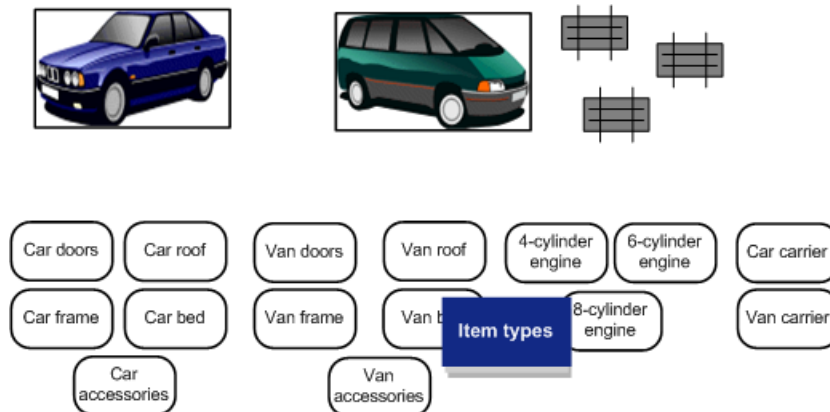 Car doors
Car roof
Van doors
Van roof
4-cylinder
engine
6-cylinder
engine
Car carrier
Car frame
Car bed
Van frame
Van
Item types
8-cylinder
engine
Van carrier
Car
accessories
Van
accessories